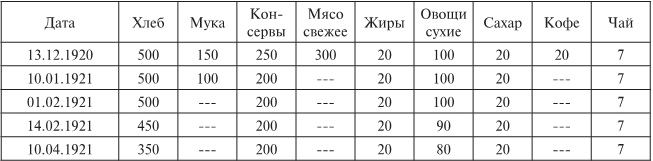 Дата Хлеб Мука Кон- Мясо Жиры Овощи Сахар Кофе Чай
сервы свежее сухие
13.12.1920 500 150 250 300 20 100 20 20 7
10.01.1921 500 100 200 --- 20 100 20 --- 7
01.02.1921 500 --- 200 --- 20 100 20 --- 7
14.02.1921 450 --- 200 --- 20 90 20 --- 7
10.04.1921 350 --- 200 --- 20 80 20 --- 7